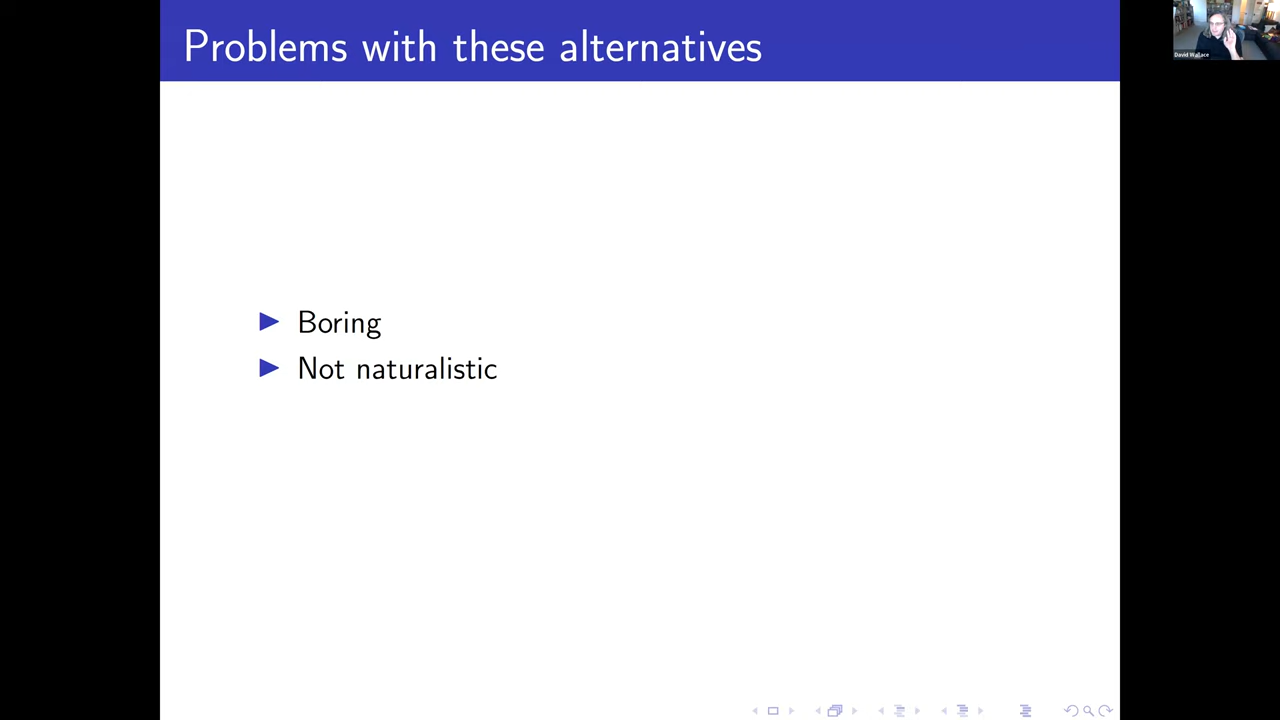 Problems with these alternatives
David Wallace
Boring
Not naturalistic